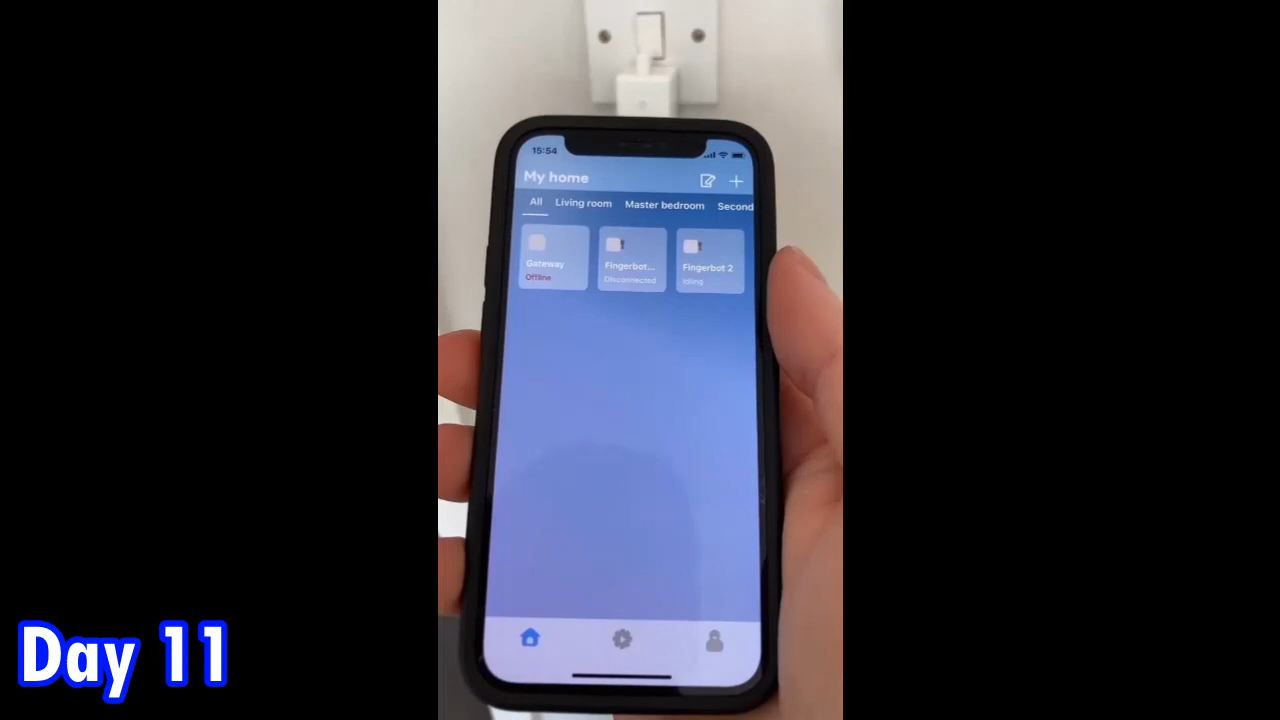 15:54
My home
All Living room Master bedroom Second
Gateway Fingerbot... Fingerbot 2
Offline Disconnected Idling
Day 11